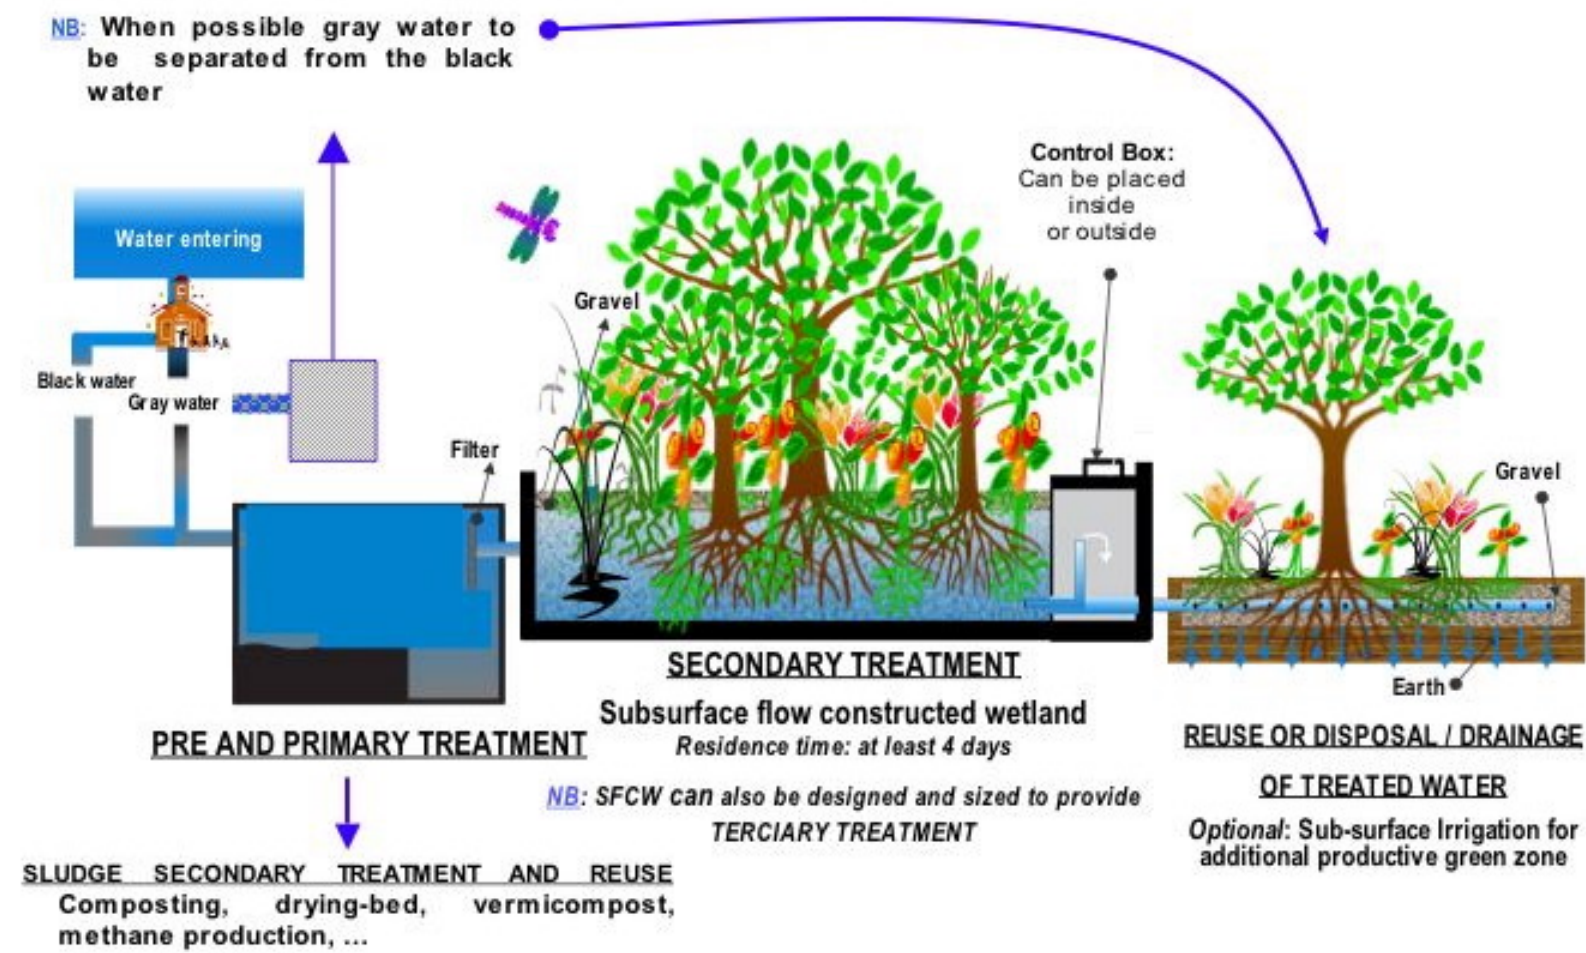 NB: When possible gray water to
be separated from the black
water
Control Box:
Can be placed
inside
or outside
Water entering
Gravel
Black water
Gray water
Filter
Gravel
Earth
SECONDARY TREATMENT
Subsurface flow constructed wetland
Residence time: at least 4 days
NB: SFCW can also be designed and sized to provide
TERCIARY TREATMENT
PRE AND PRIMARY TREATMENT
REUSE OR DISPOSAL / DRAINAGE
OF TREATED WATER
Optional: Sub-surface Irrigation for
additional productive green zone
SLUDGE SECONDARY TREATMENT AND REUSE
Composting, drying-bed, vermicompost,
methane production, ...